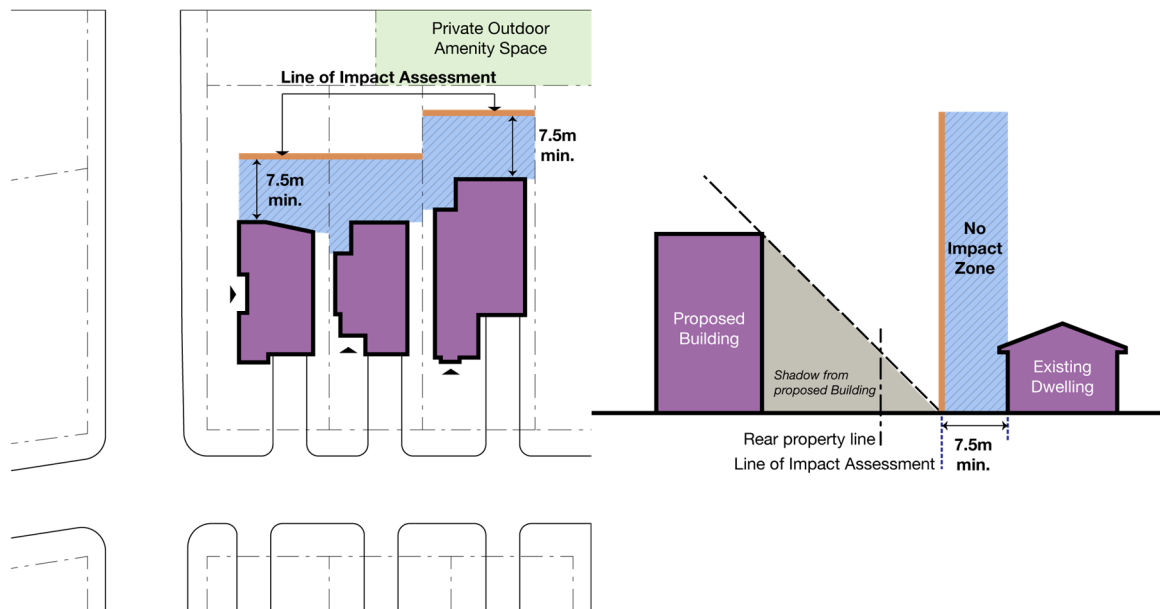 Private Outdoor
Amenity Space
Line of Impact Assessment
7.5m
min.
7.5m
min.
No
Impact
Zone
Proposed
Building
Shadow from
proposed Building
Existing
Dwelling
Rear property line
Line of Impact Assessment
7.5m
min.